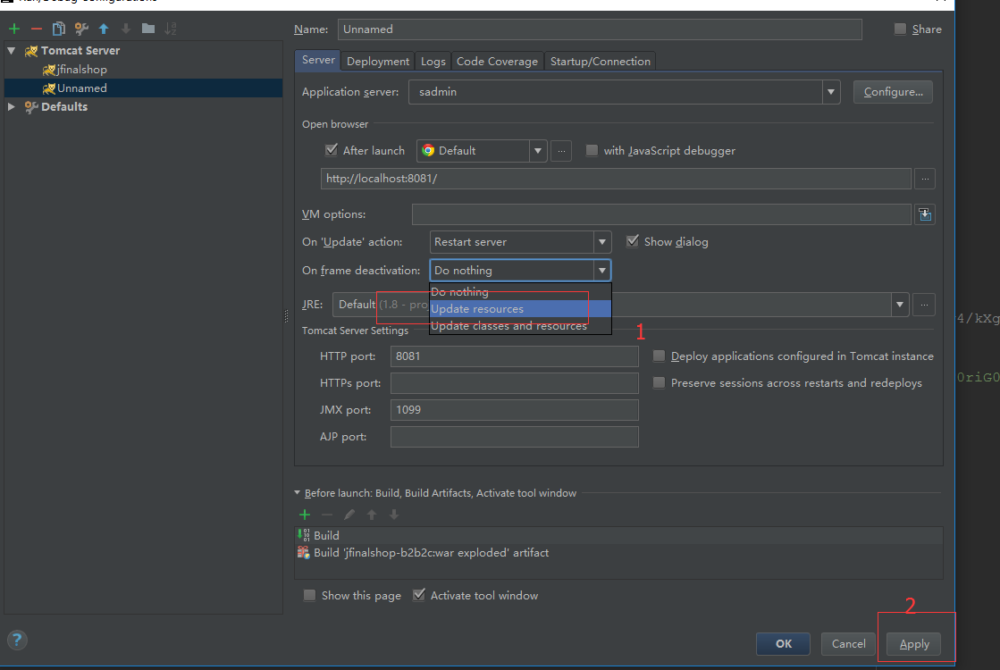 Run/Debug Configurations
Name: Unnamed Share
Tomcat Server
jfinalshop
Unnamed
Defaults
Server Deployment Logs Code Coverage Startup/Connection
Application server: sadmin Configure...
Open browser
After launch Default ... with JavaScript debugger
http://localhost:8081/ ...
VM options:
On 'Update' action: Restart server Show dialog
On frame deactivation: Do nothing
Do nothing
Update resources
Update classes and resources
JRE: Default (1.8 - pro ...
1
4/kXg
Tomcat Server Settings
HTTP port: 8081 Deploy applications configured in Tomcat instance
HTTPs port: Preserve sessions across restarts and redeploys
OriG0
JMX port: 1099
AJP port:
Before launch: Build, Build Artifacts, Activate tool window
Build
Build 'jfinalshop-b2b2c:war exploded' artifact
Show this page Activate tool window
2
? OK Cancel Apply